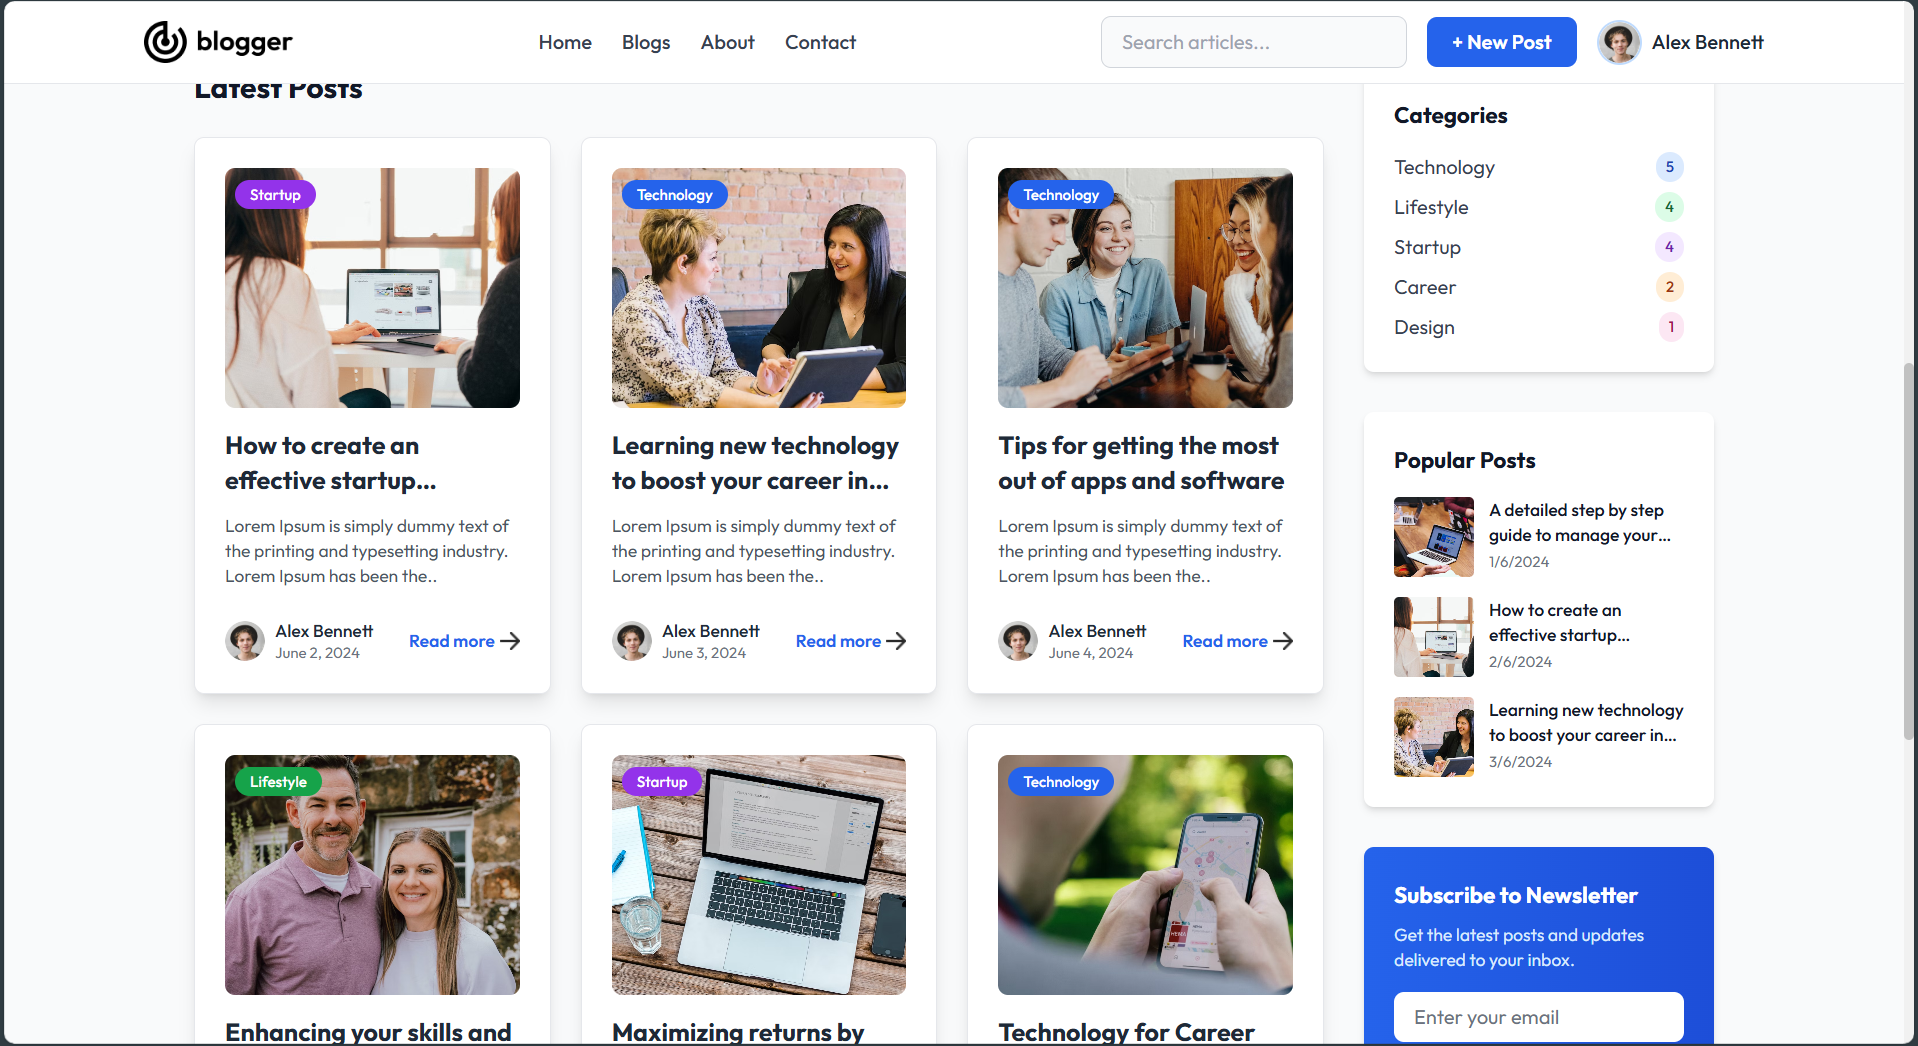 blogger
Home
Blogs
About
Contact
Search articles...
+ New Post
Alex Bennett
Latest Posts
Startup
How to create an
effective startup...
Lorem Ipsum is simply dummy text of
the printing and typesetting industry.
Lorem Ipsum has been the..
Alex Bennett
June 2, 2024
Read more
Technology
Learning new technology
to boost your career in...
Lorem Ipsum is simply dummy text of
the printing and typesetting industry.
Lorem Ipsum has been the..
Alex Bennett
June 3, 2024
Read more
Technology
Tips for getting the most
out of apps and software
Lorem Ipsum is simply dummy text of
the printing and typesetting industry.
Lorem Ipsum has been the..
Alex Bennett
June 4, 2024
Read more
Lifestyle
Enhancing your skills and
Startup
Maximizing returns by
Technology
HEMA
Technology for Career
Categories
Technology 5
Lifestyle 4
Startup 4
Career 2
Design 1
Popular Posts
A detailed step by step
guide to manage your...
1/6/2024
How to create an
effective startup...
2/6/2024
Learning new technology
to boost your career in...
3/6/2024
Subscribe to Newsletter
Get the latest posts and updates
delivered to your inbox.
Enter your email